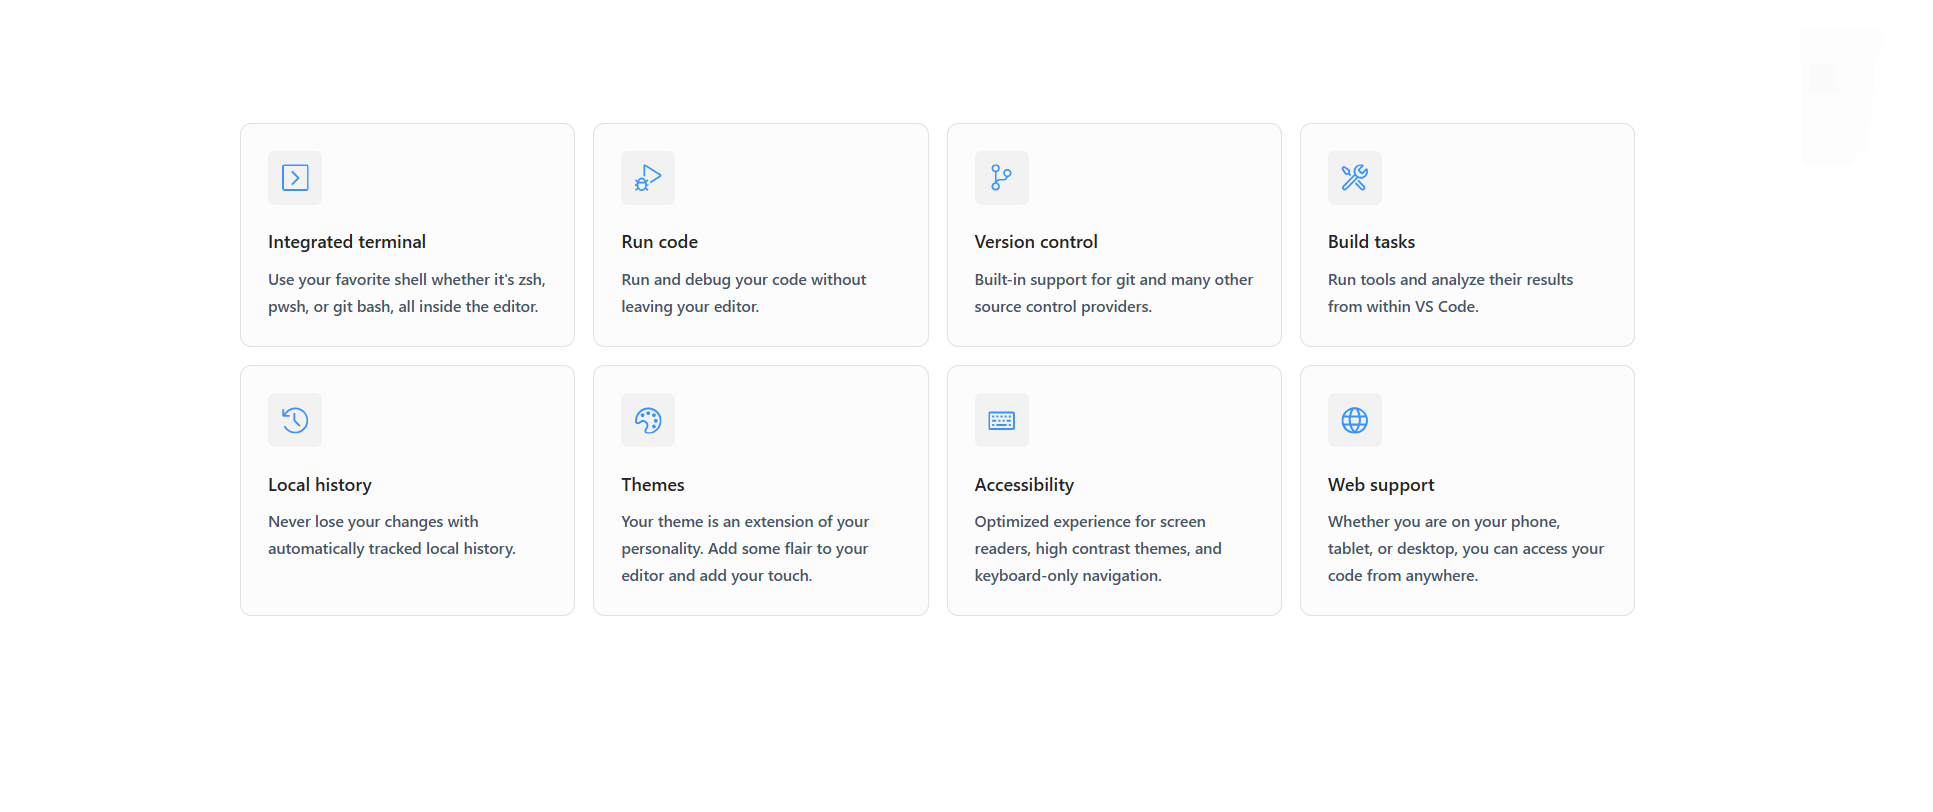 Integrated terminal
Use your favorite shell whether it's zsh,
pwsh, or git bash, all inside the editor.
Run code
Run and debug your code without
leaving your editor.
Version control
Built-in support for git and many other
source control providers.
Build tasks
Run tools and analyze their results
from within VS Code.
Local history
Never lose your changes with
automatically tracked local history.
Themes
Your theme is an extension of your
personality. Add some flair to your
editor and add your touch.
Accessibility
Optimized experience for screen
readers, high contrast themes, and
keyboard-only navigation.
Web support
Whether you are on your phone,
tablet, or desktop, you can access your
code from anywhere.